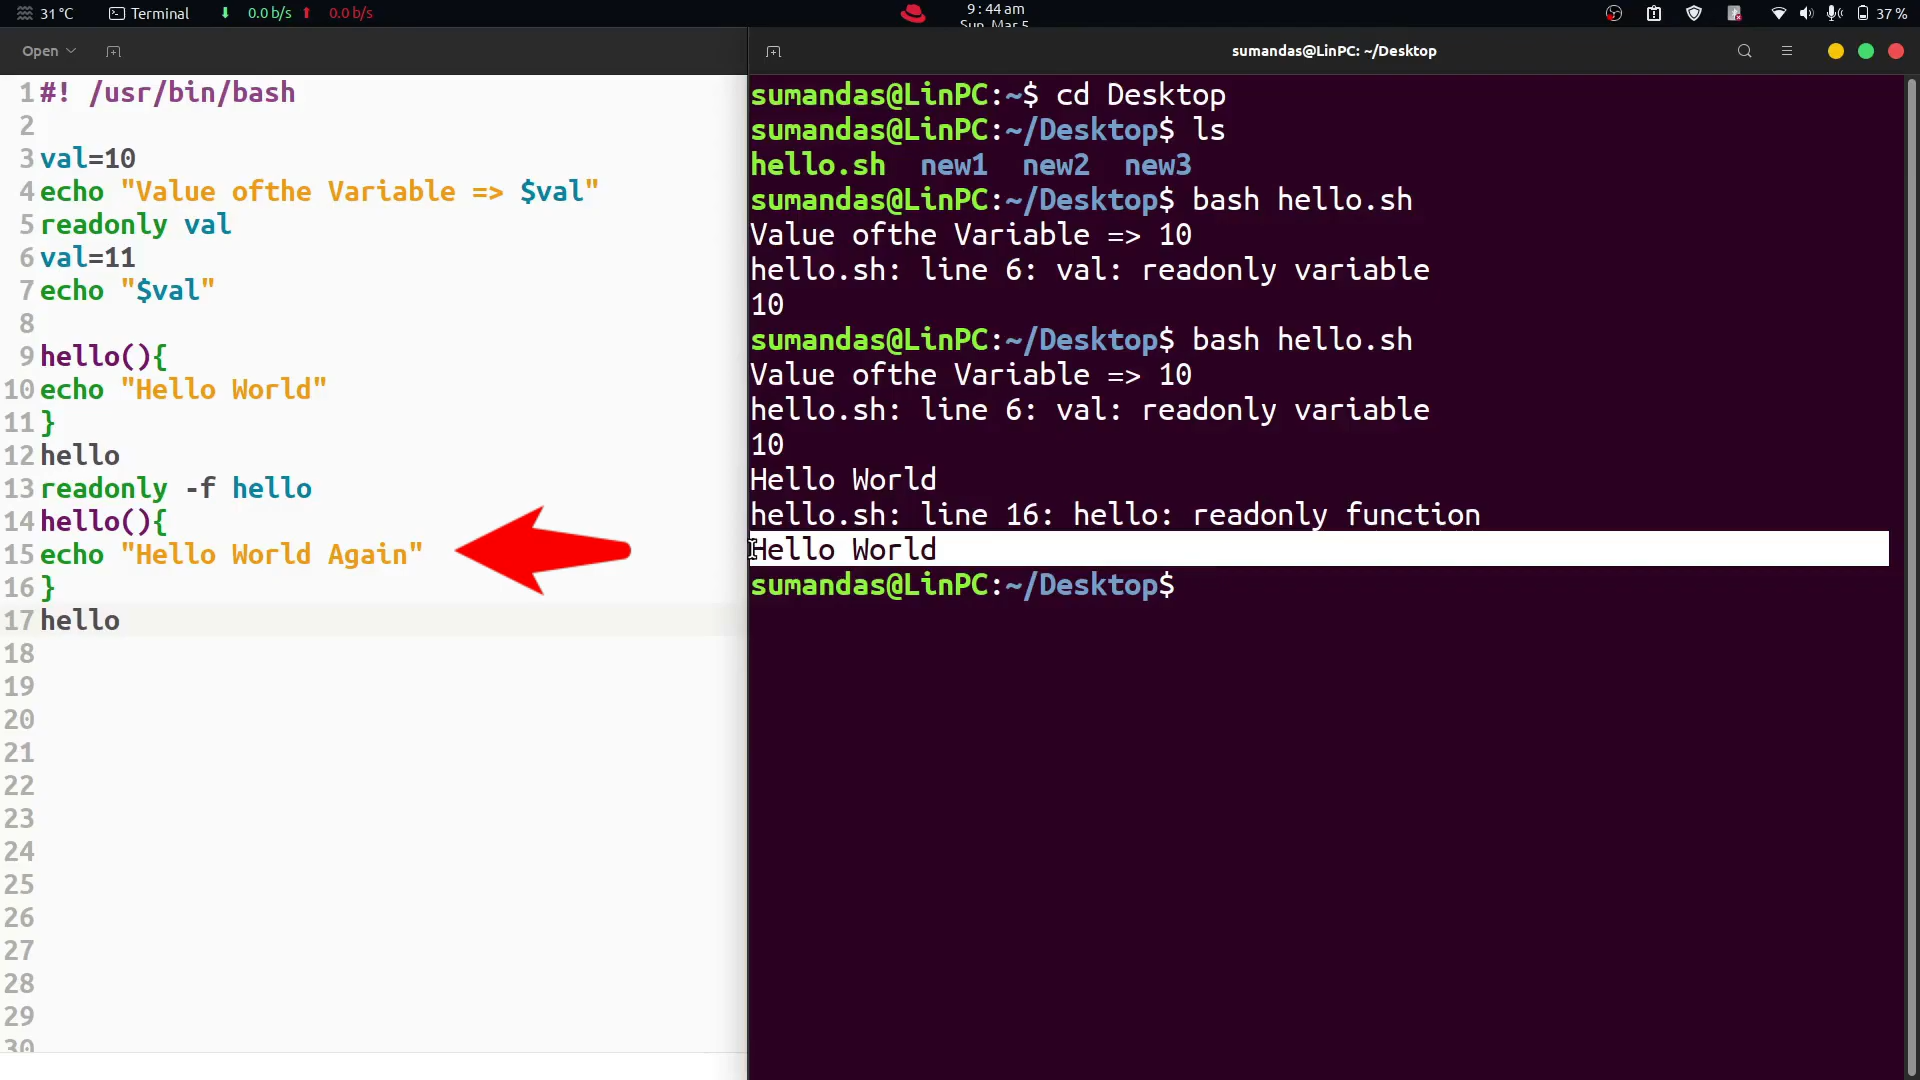 31 °C Terminal 0.0 b/s 0.0 b/s 9 : 44 am 37 %
Sun, Mar 5
Open
1 #! /usr/bin/bash
2
3 val=10
4 echo "Value ofthe Variable => $val"
5 readonly val
6 val=11
7 echo "$val"
8
9 hello(){
10 echo "Hello World"
11 }
12 hello
13 readonly -f hello
14 hello(){
15 echo "Hello World Again"
16 }
17 hello
18
19
20
21
22
23
24
25
26
27
28
29
30
sumandas@LinPC: ~/Desktop
sumandas@LinPC:~$ cd Desktop
sumandas@LinPC:~/Desktop$ ls
hello.sh new1 new2 new3
sumandas@LinPC:~/Desktop$ bash hello.sh
Value ofthe Variable => 10
hello.sh: line 6: val: readonly variable
10
sumandas@LinPC:~/Desktop$ bash hello.sh
Value ofthe Variable => 10
hello.sh: line 6: val: readonly variable
10
Hello World
hello.sh: line 16: hello: readonly function
Hello World
sumandas@LinPC:~/Desktop$